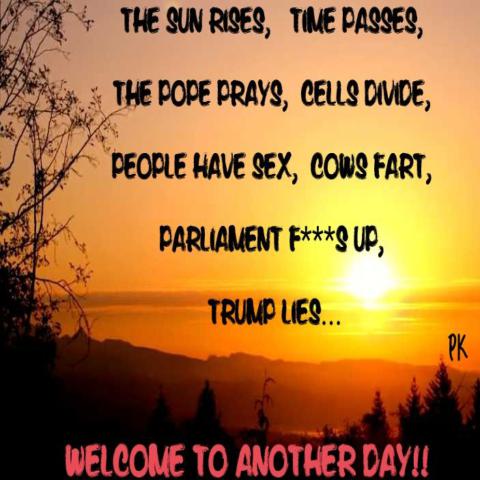 THE SUN RISES, TIME PASSES,
THE POPE PRAYS, CELLS DIVIDE,
PEOPLE HAVE SEX, COWS FART,
PARLIAMENT F***S UP,
TRUMP LIES...
PK
WELCOME TO ANOTHER DAY!!